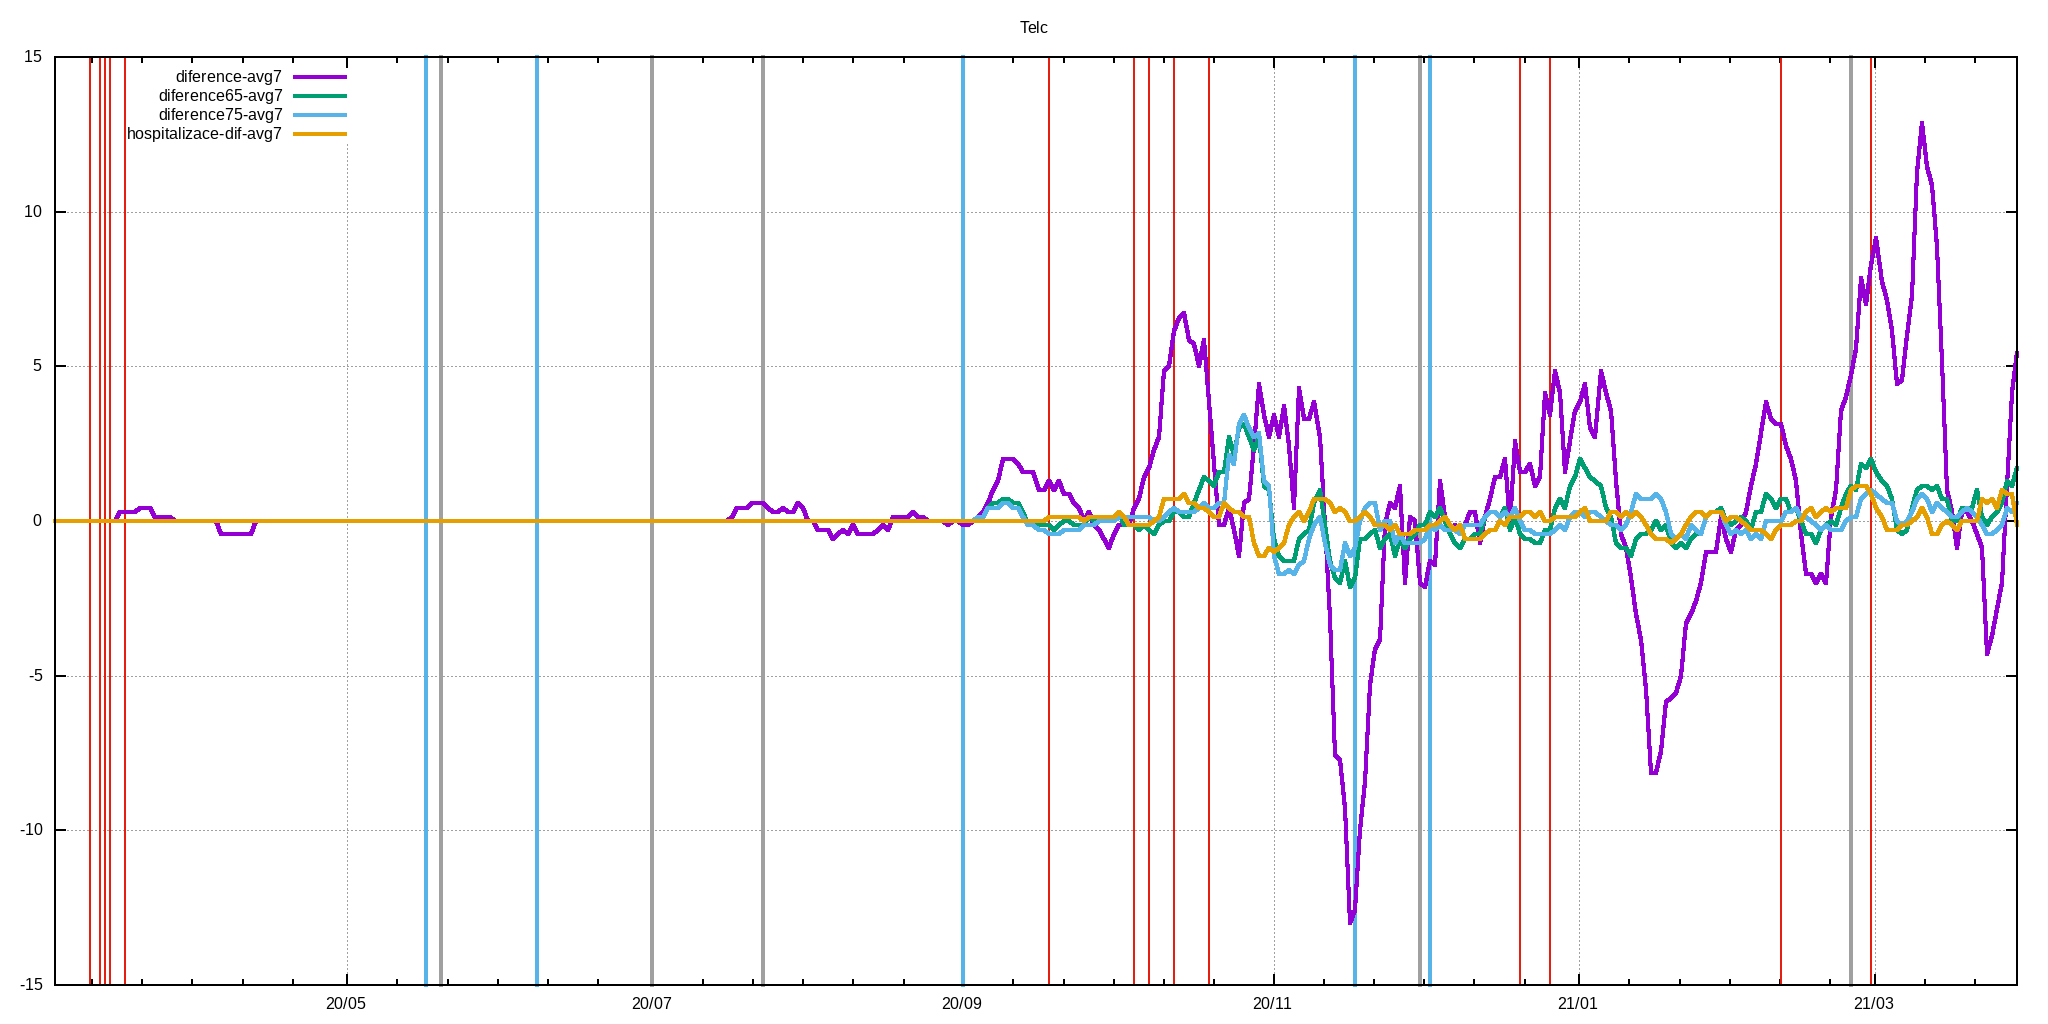 Telc
15
diference-avg7
diference65-avg7
diference75-avg7
hospitalizace-dif-avg7
10
5
0
-5
-10
-15
20/05 20/07 20/09 20/11 21/01 21/03